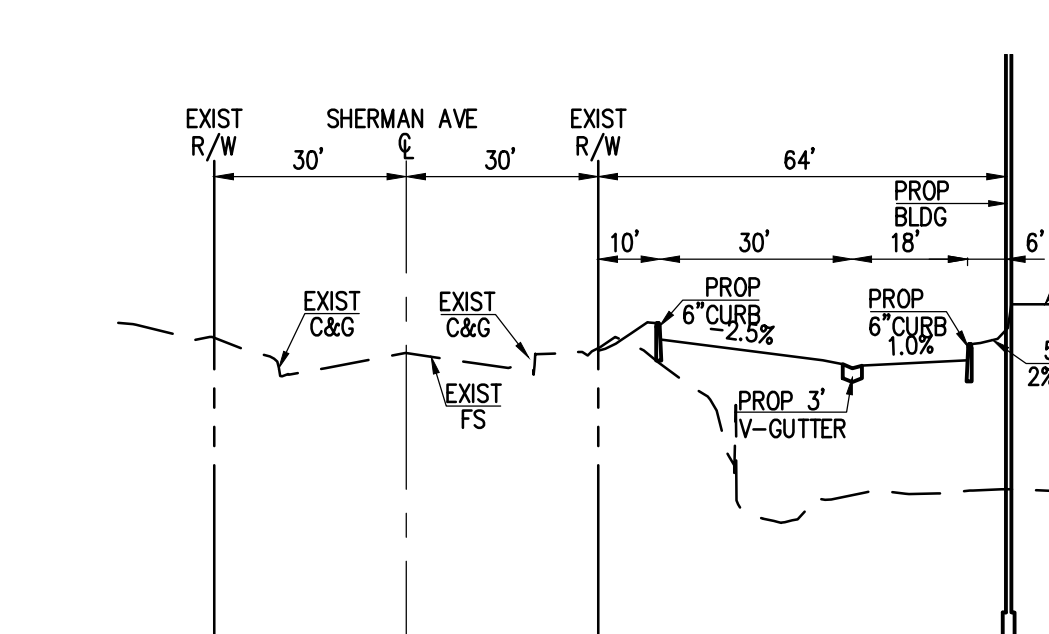 EXIST
R/W
SHERMAN AVE
℄
EXIST
R/W
30' 30' 64'
PROP
BLDG
10' 30' 18' 6'
EXIST
C&G
EXIST
C&G
PROP
6"CURB
-2.5%
PROP
6"CURB
1.0%
5
2%
EXIST
FS
PROP 3'
V-GUTTER